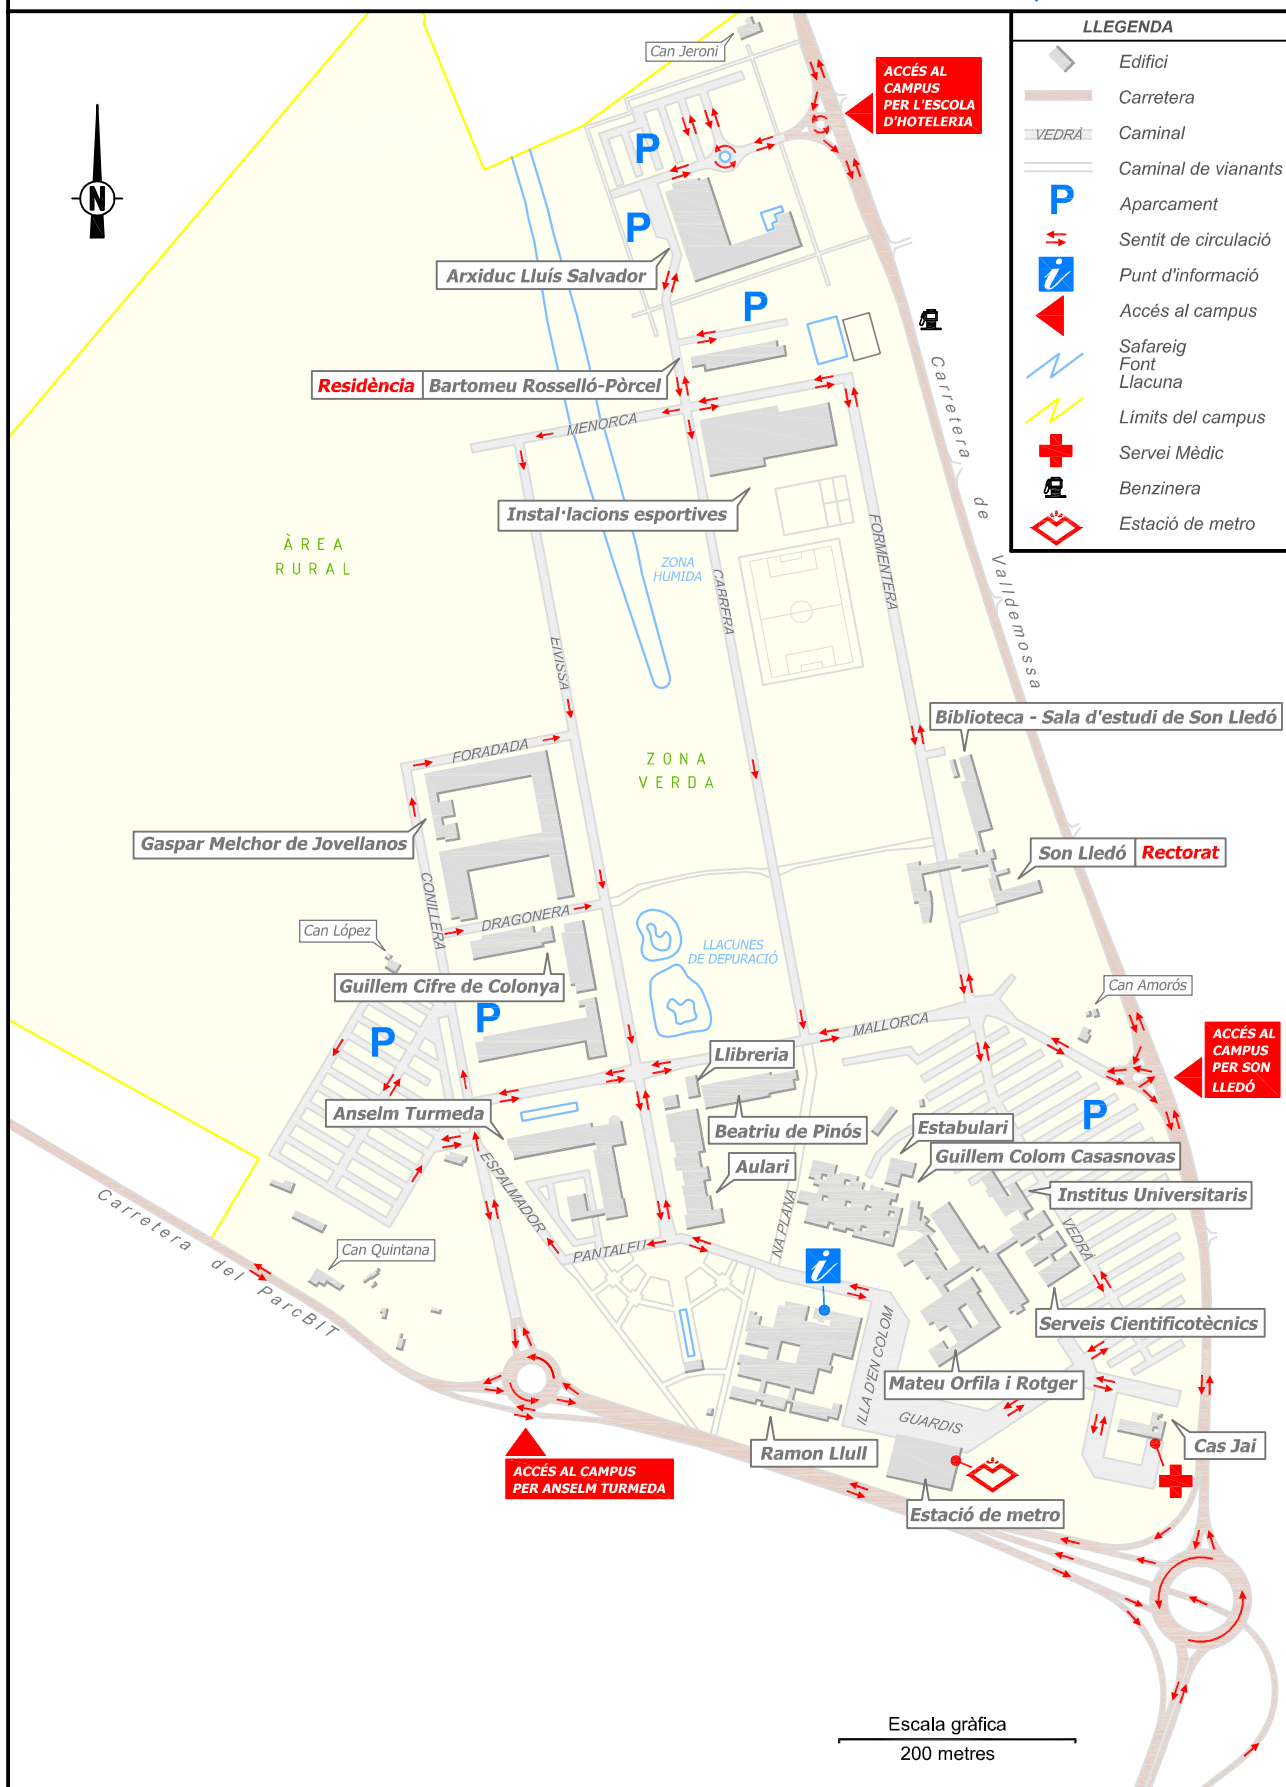 LLEGENDA
Edifici
Carretera
VEDRÀ
Caminal
Caminal de vianants
P
Aparcament
Sentit de circulació
i
Punt d'informació
Accés al campus
Safareig
Font
Llacuna
Límits del campus
Servei Mèdic
Benzinera
Estació de metro
N
Can Jeroni
ACCÉS AL
CAMPUS
PER L'ESCOLA
D'HOTELERIA
P
P
Arxiduc Lluís Salvador
P
Residència Bartomeu Rosselló-Pòrcel
MENORCA
Carretera de Valldemossa
Instal·lacions esportives
FORMENTERA
ÀREA
RURAL
ZONA
HUMIDA
CABRERA
EIVISSA
Biblioteca - Sala d'estudi de Son Lledó
FORADADA
ZONA
VERDA
Gaspar Melchor de Jovellanos
Son Lledó Rectorat
CONILLERA
DRAGONERA
Can López
LLACUNES
DE DEPURACIÓ
Guillem Cifre de Colonya
Can Amorós
P
P
MALLORCA
ACCÉS AL
CAMPUS
PER SON
LLEDÓ
Llibreria
Anselm Turmeda
P
Beatriu de Pinós
Estabulari
Guillem Colom Casasnovas
Aulari
Institus Universitaris
ESPALMADOR
NA PLANA
VEDRÀ
Carretera del ParcBIT
Can Quintana
PANTALEU
i
Serveis Cientificotècnics
ILLA D'EN COLOM
Mateu Orfila i Rotger
GUARDIS
Ramon Llull
Cas Jai
ACCÉS AL CAMPUS
PER ANSELM TURMEDA
Estació de metro
Escala gràfica
200 metres